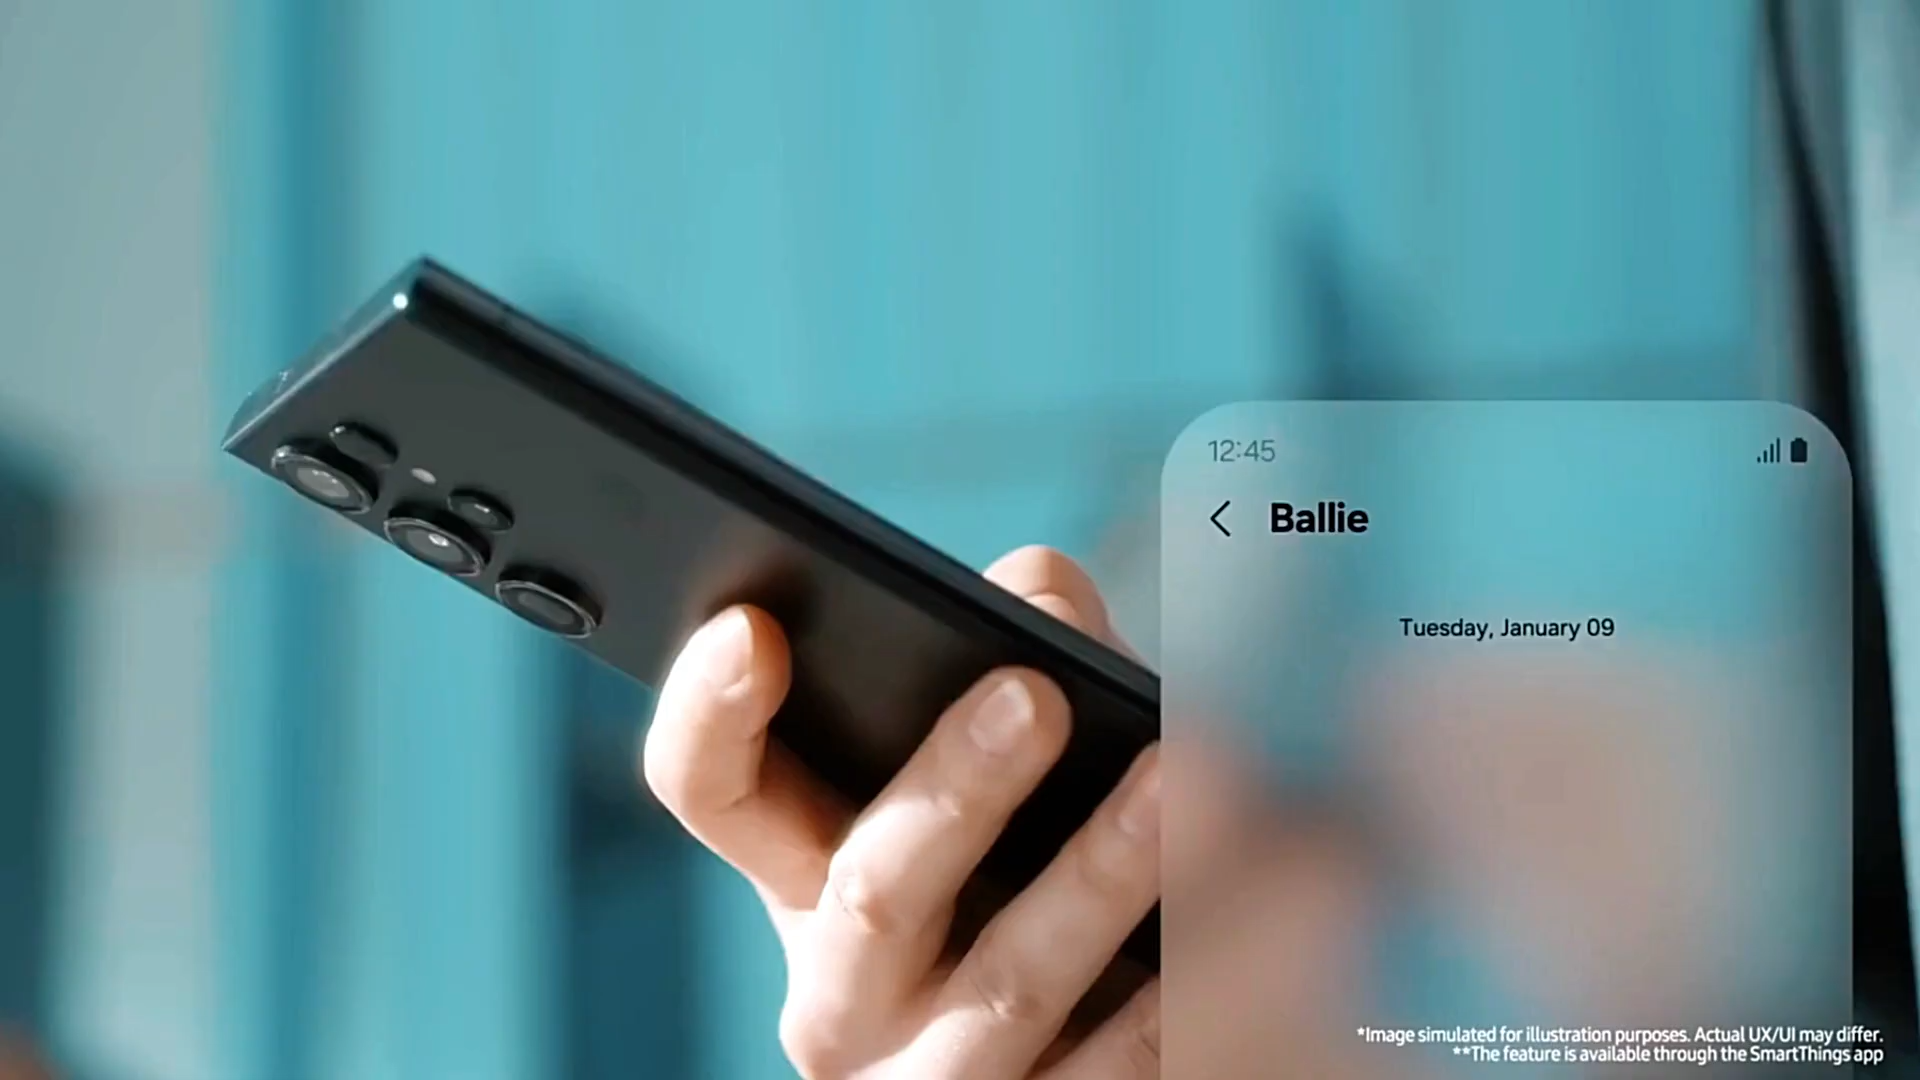 12:45
Ballie
Tuesday, January 09
*Image simulated for illustration purposes. Actual UX/UI may differ.
**The feature is available through the SmartThings app